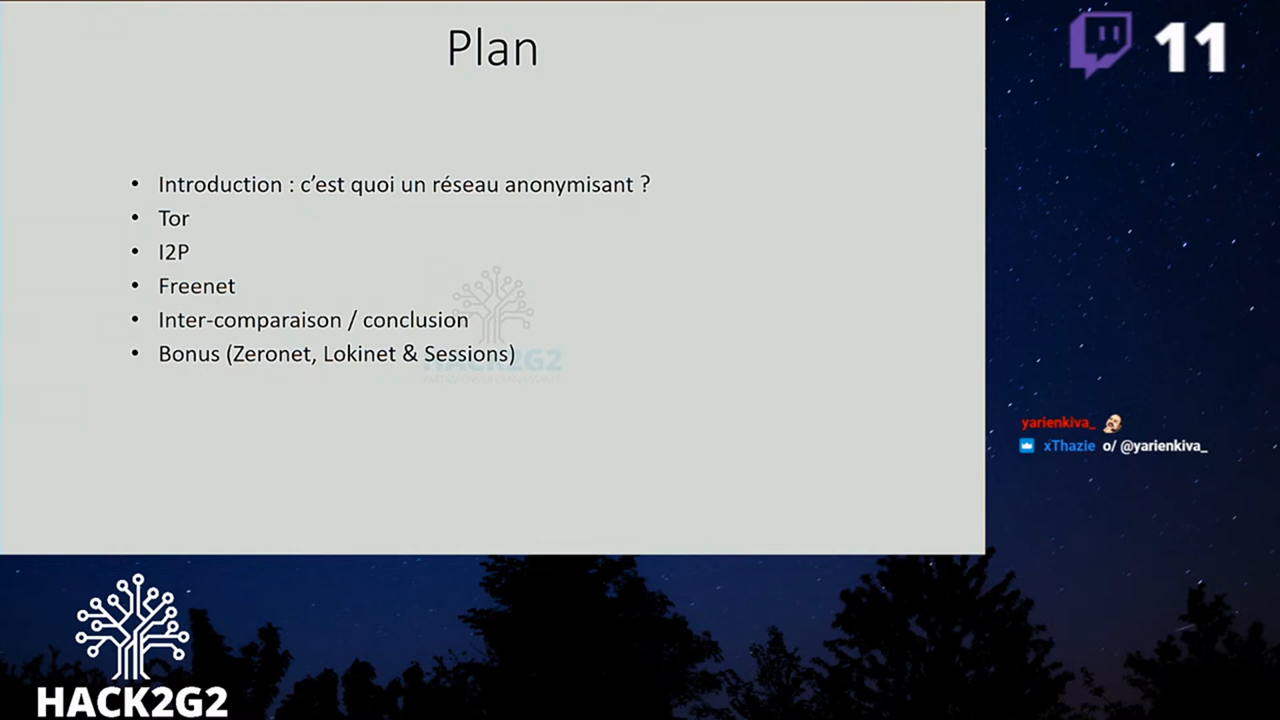 Plan
11
• Introduction : c’est quoi un réseau anonymisant ?
• Tor
• I2P
• Freenet
• Inter-comparaison / conclusion
• Bonus (Zeronet, Lokinet & Sessions)
HACK2G2
yarienkiva_
xThazie o/ @yarienkiva_
HACK2G2